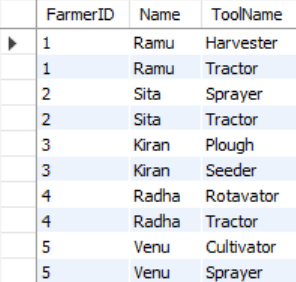 FarmerID Name ToolName
1 Ramu Harvester
1 Ramu Tractor
2 Sita Sprayer
2 Sita Tractor
3 Kiran Plough
3 Kiran Seeder
4 Radha Rotavator
4 Radha Tractor
5 Venu Cultivator
5 Venu Sprayer